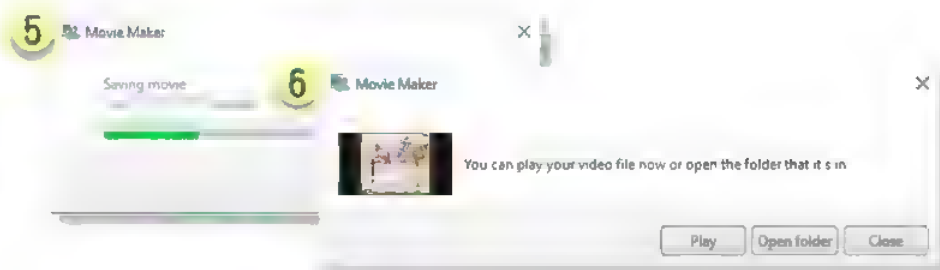 5
Movie Maker
Saving movie
6
Movie Maker
You can play your video file now or open the folder that it s in
Play
Open folder
Close